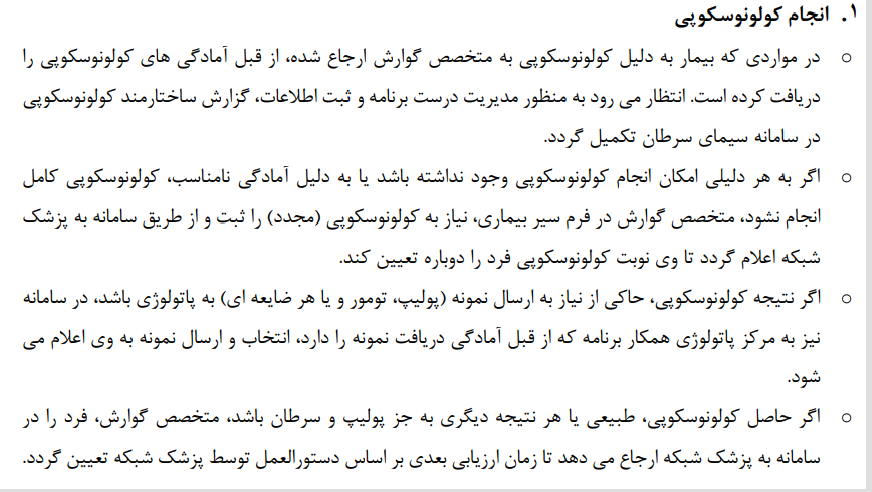 ۱. انجام کولونوسکوپی
○ در مواردی که بیمار به دلیل کولونوسکوپی به متخصص گوارش ارجاع شده، از قبل آمادگی های کولونوسکوپی را
دریافت کرده است. انتظار می رود به منظور مدیریت درست برنامه و ثبت اطلاعات، گزارش ساختارمند کولونوسکوپی
در سامانه سیمای سرطان تکمیل گردد.
○ اگر به هر دلیلی امکان انجام کولونوسکوپی وجود نداشته باشد یا به دلیل آمادگی نامناسب، کولونوسکوپی کامل
انجام نشود، متخصص گوارش در فرم سیر بیماری، نیاز به کولونوسکوپی (مجدد) را ثبت و از طریق سامانه به پزشک
شبکه اعلام گردد تا وی نوبت کولونوسکوپی فرد را دوباره تعیین کند.
○ اگر نتیجه کولونوسکوپی، حاکی از نیاز به ارسال نمونه (پولیپ، تومور و یا هر ضایعه ای) به پاتولوژی باشد، در سامانه
نیز به مرکز پاتولوژی همکار برنامه که از قبل آمادگی دریافت نمونه را دارد، انتخاب و ارسال نمونه به وی اعلام می
شود.
○ اگر حاصل کولونوسکوپی، طبیعی یا هر نتیجه دیگری به جز پولیپ و سرطان باشد، متخصص گوارش، فرد را در
سامانه به پزشک شبکه ارجاع می دهد تا زمان ارزیابی بعدی بر اساس دستورالعمل توسط پزشک شبکه تعیین گردد.